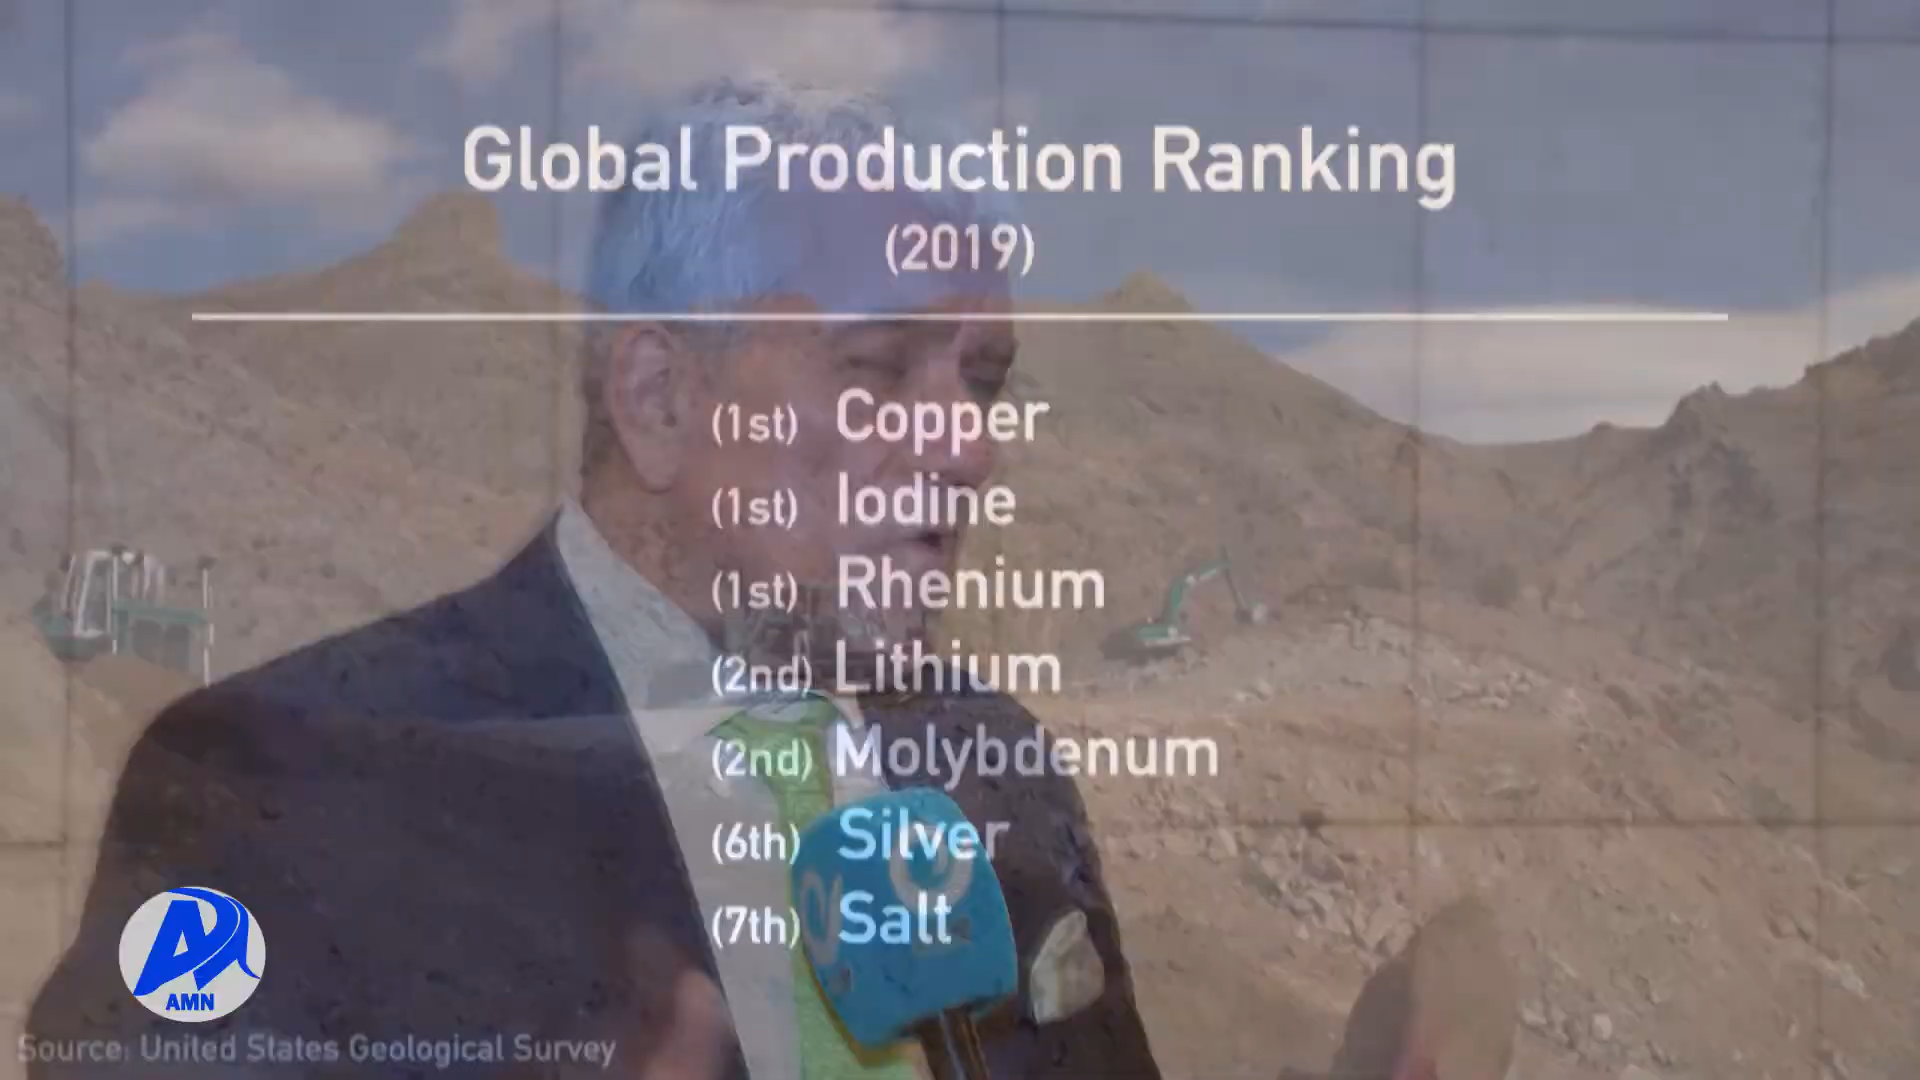 Global Production Ranking
(2019)
(1st) Copper
(1st) Iodine
(1st) Rhenium
(2nd) Lithium
(2nd) Molybdenum
(6th) Silver
(7th) Salt
AMN
Source: United States Geological Survey